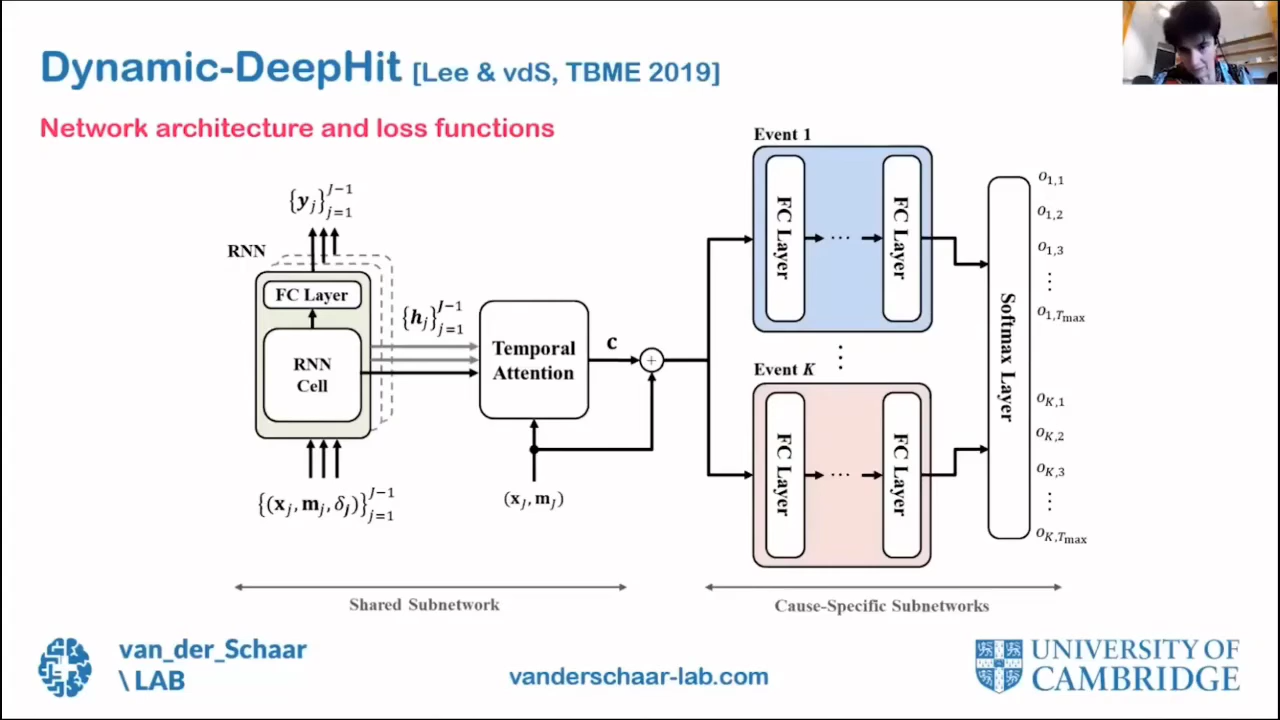 Dynamic-DeepHit [Lee & vdS, TBME 2019]
Network architecture and loss functions
{y_j}_{j=1}^{J-1}
RNN
FC Layer
RNN
Cell
{h_j}_{j=1}^{J-1}
{(x_j, m_j, δ_j)}_{j=1}^{J-1}
Temporal
Attention
c
+
(x_J, m_J)
Event 1
FC Layer
...
FC Layer
⋮
Event K
FC Layer
...
FC Layer
Softmax Layer
o_{1,1}
o_{1,2}
o_{1,3}
⋮
o_{1,T_max}
o_{K,1}
o_{K,2}
o_{K,3}
⋮
o_{K,T_max}
Shared Subnetwork
Cause-Specific Subnetworks
van_der_Schaar
\ LAB
vanderschaar-lab.com
UNIVERSITY OF
CAMBRIDGE